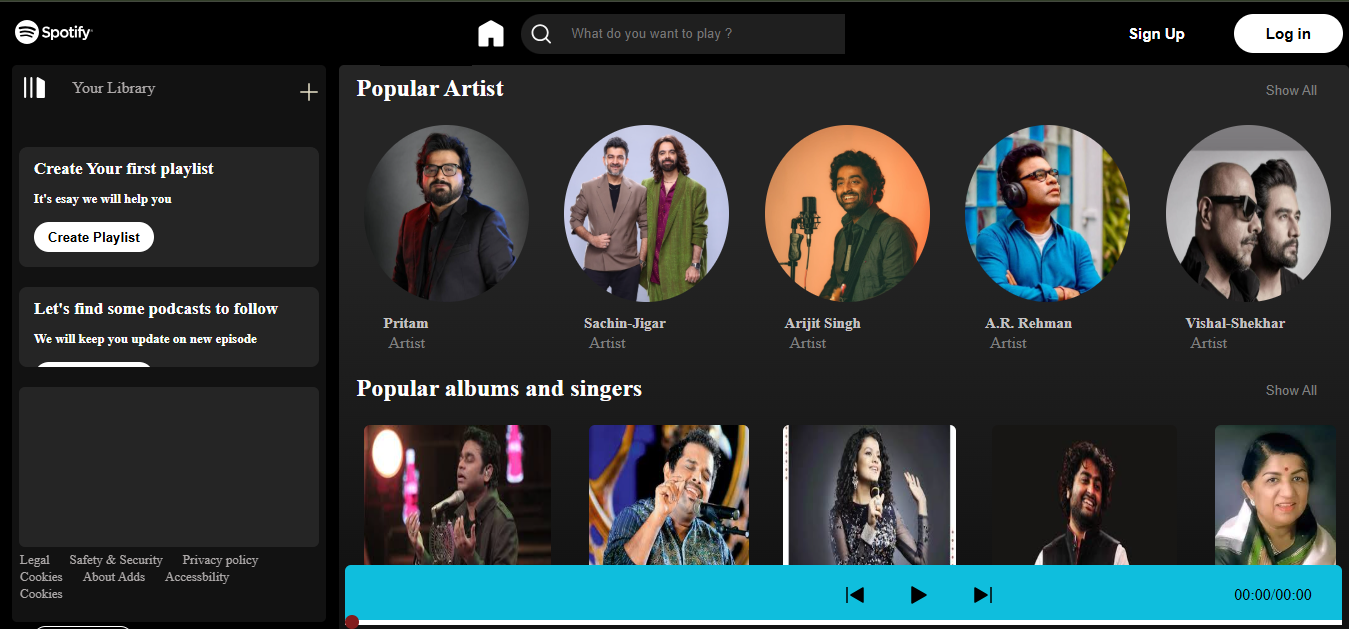 Spotify
What do you want to play ?
Sign Up
Log in
Your Library
Create Your first playlist
It's esay we will help you
Create Playlist
Let's find some podcasts to follow
We will keep you update on new episode
Legal Safety & Security Privacy policy
Cookies About Adds Accessbility
Cookies
Popular Artist
Show All
Pritam
Artist
Sachin-Jigar
Artist
Arijit Singh
Artist
A.R. Rehman
Artist
Vishal-Shekhar
Artist
Popular albums and singers
Show All
00:00/00:00